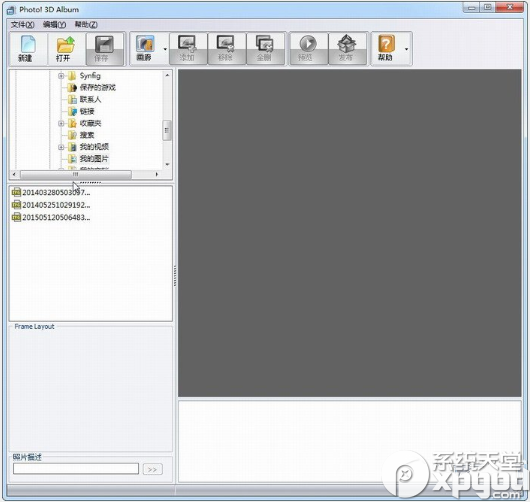 Photo! 3D Album
文件(X) 编辑(V) 帮助(Z)
新建 打开 保存 画廊 添加 移除 全删 预览 发布 帮助
Synfig
保存的游戏
联系人
链接
收藏夹
搜索
我的视频
我的图片
201403280503097...
201405251029192...
201505120506483...
Frame Layout
照片描述
>>
系统天堂
xpgod